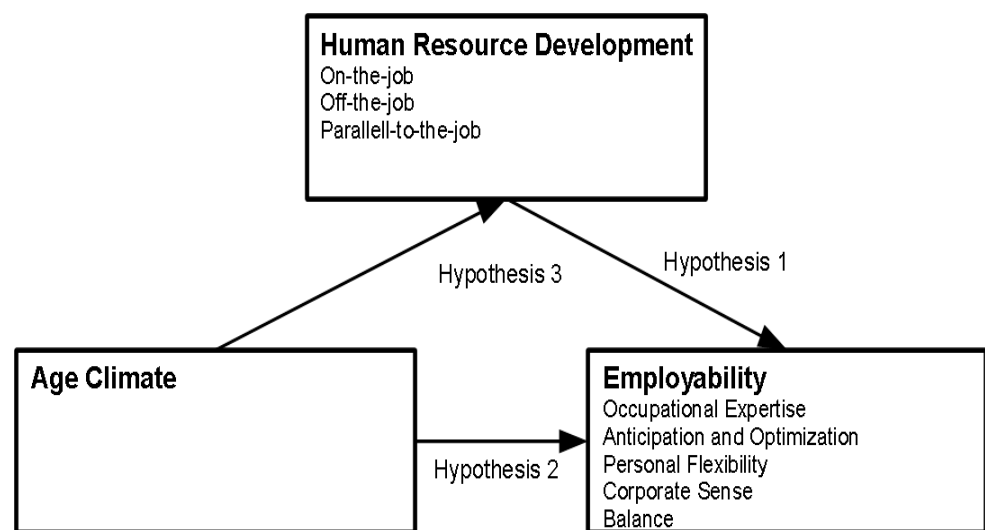 Human Resource Development
On-the-job
Off-the-job
Parallell-to-the-job
Hypothesis 3
Hypothesis 1
Age Climate
Hypothesis 2
Employability
Occupational Expertise
Anticipation and Optimization
Personal Flexibility
Corporate Sense
Balance